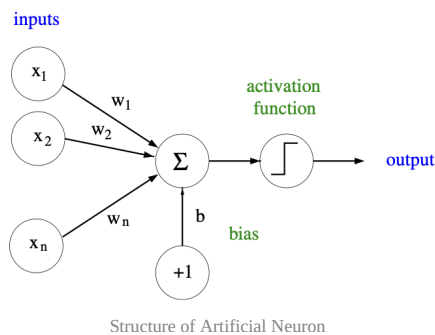 inputs
x1
w1
activation
function
x2
w2
Σ
output
xn
wn
b
bias
+1
Structure of Artificial Neuron